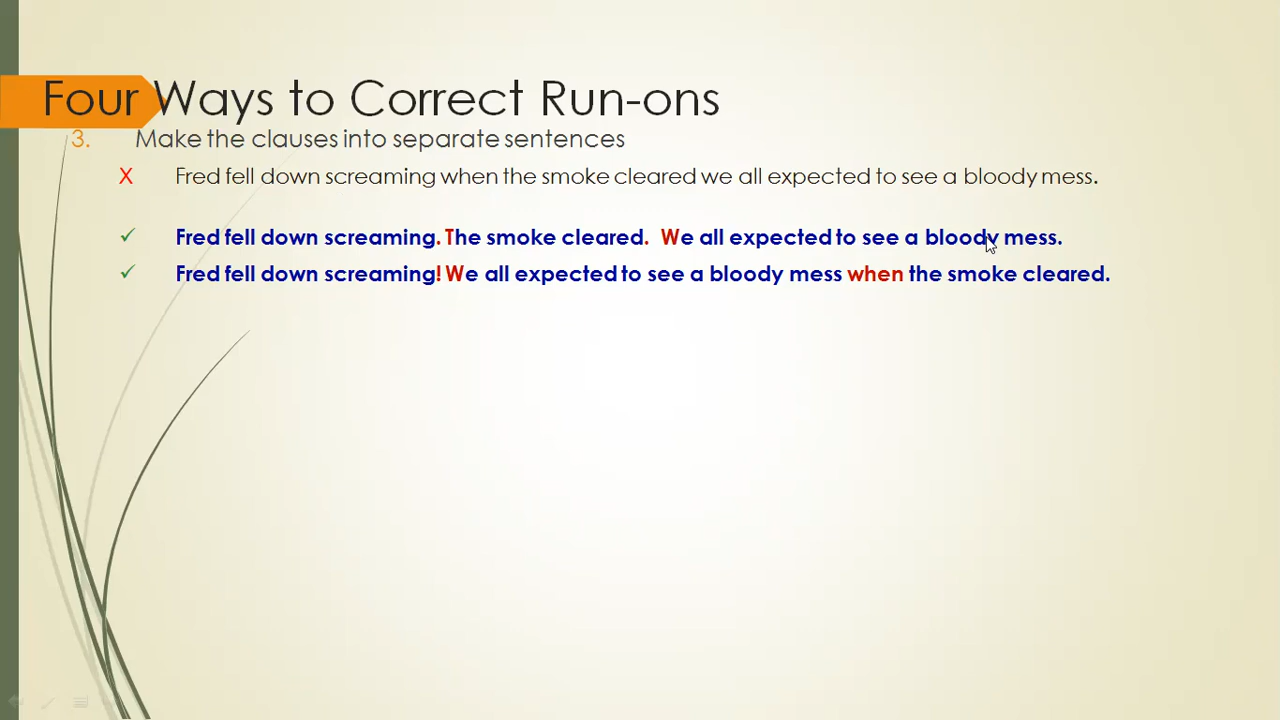 Four Ways to Correct Run-ons
3. Make the clauses into separate sentences
X Fred fell down screaming when the smoke cleared we all expected to see a bloody mess.
✓ Fred fell down screaming. The smoke cleared. We all expected to see a bloody mess.
✓ Fred fell down screaming! We all expected to see a bloody mess when the smoke cleared.